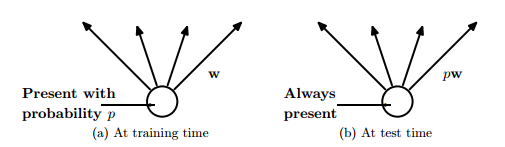 w
Present with
probability p
(a) At training time
pw
Always
present
(b) At test time